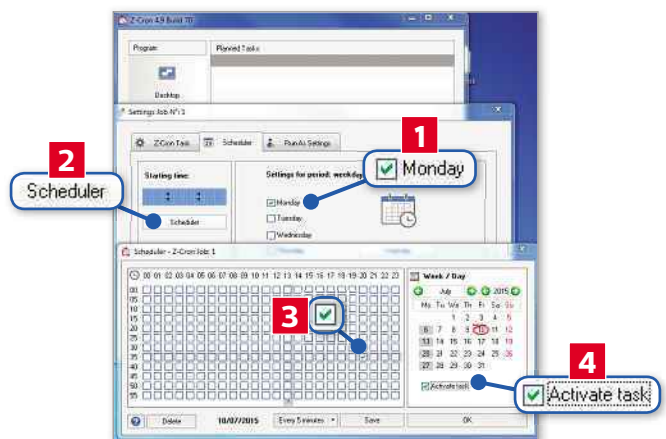 Z-Cron 4.9 Build 70
Program
Planned Tasks
Desktop
Settings Job N°: 1
Z-Cron Task
Scheduler
Run As Settings
1
Monday
2
Scheduler
Starting time:
: :
Scheduler
Settings for period: weekday
Monday
Tuesday
Wednesday
Scheduler - Z-Cron Job: 1
00 01 02 03 04 05 06 07 08 09 10 11 12 13 14 15 16 17 18 19 20 21 22 23
00
05
10
15
20
25
30
35
40
45
50
55
3
Week / Day
July 2015
Mo Tu We Th Fr Sa Su
1 2 3 4 5
6 7 8 9 10 11 12
13 14 15 16 17 18 19
20 21 22 23 24 25 26
27 28 29 30 31
Activate task
4
Activate task
Delete
10/07/2015
Every 5 minutes
Save
OK